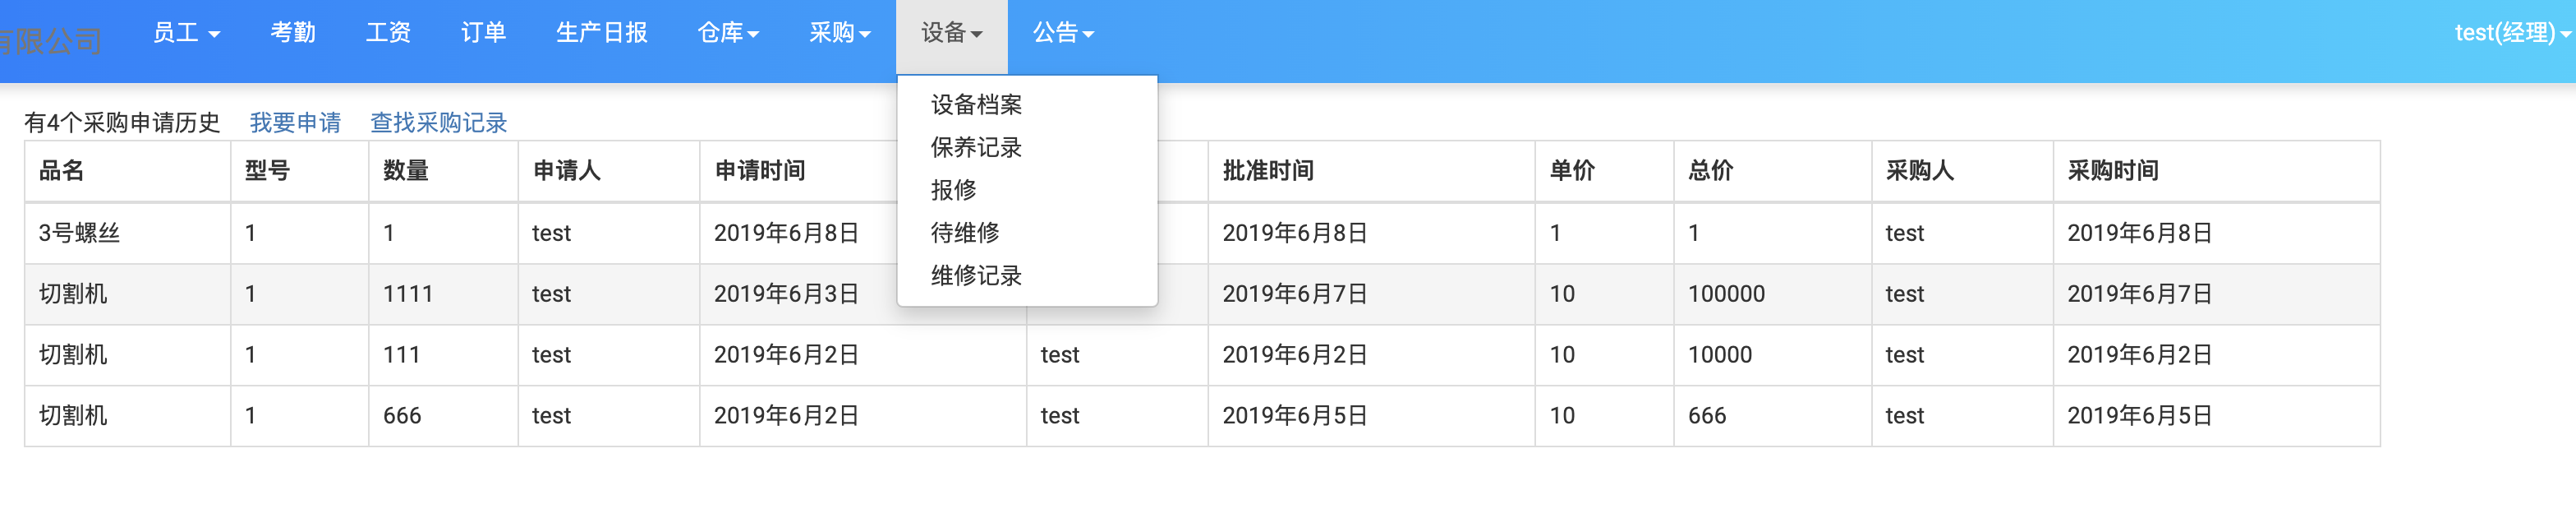 有限公司 员工 考勤 工资 订单 生产日报 仓库 采购 设备 公告 test(经理)
设备档案
保养记录
报修
待维修
维修记录
有4个采购申请历史 我要申请 查找采购记录
品名 型号 数量 申请人 申请时间 批准时间 单价 总价 采购人 采购时间
3号螺丝 1 1 test 2019年6月8日 2019年6月8日 1 1 test 2019年6月8日
切割机 1 1111 test 2019年6月3日 2019年6月7日 10 100000 test 2019年6月7日
切割机 1 111 test 2019年6月2日 test 2019年6月2日 10 10000 test 2019年6月2日
切割机 1 666 test 2019年6月2日 test 2019年6月5日 10 666 test 2019年6月5日